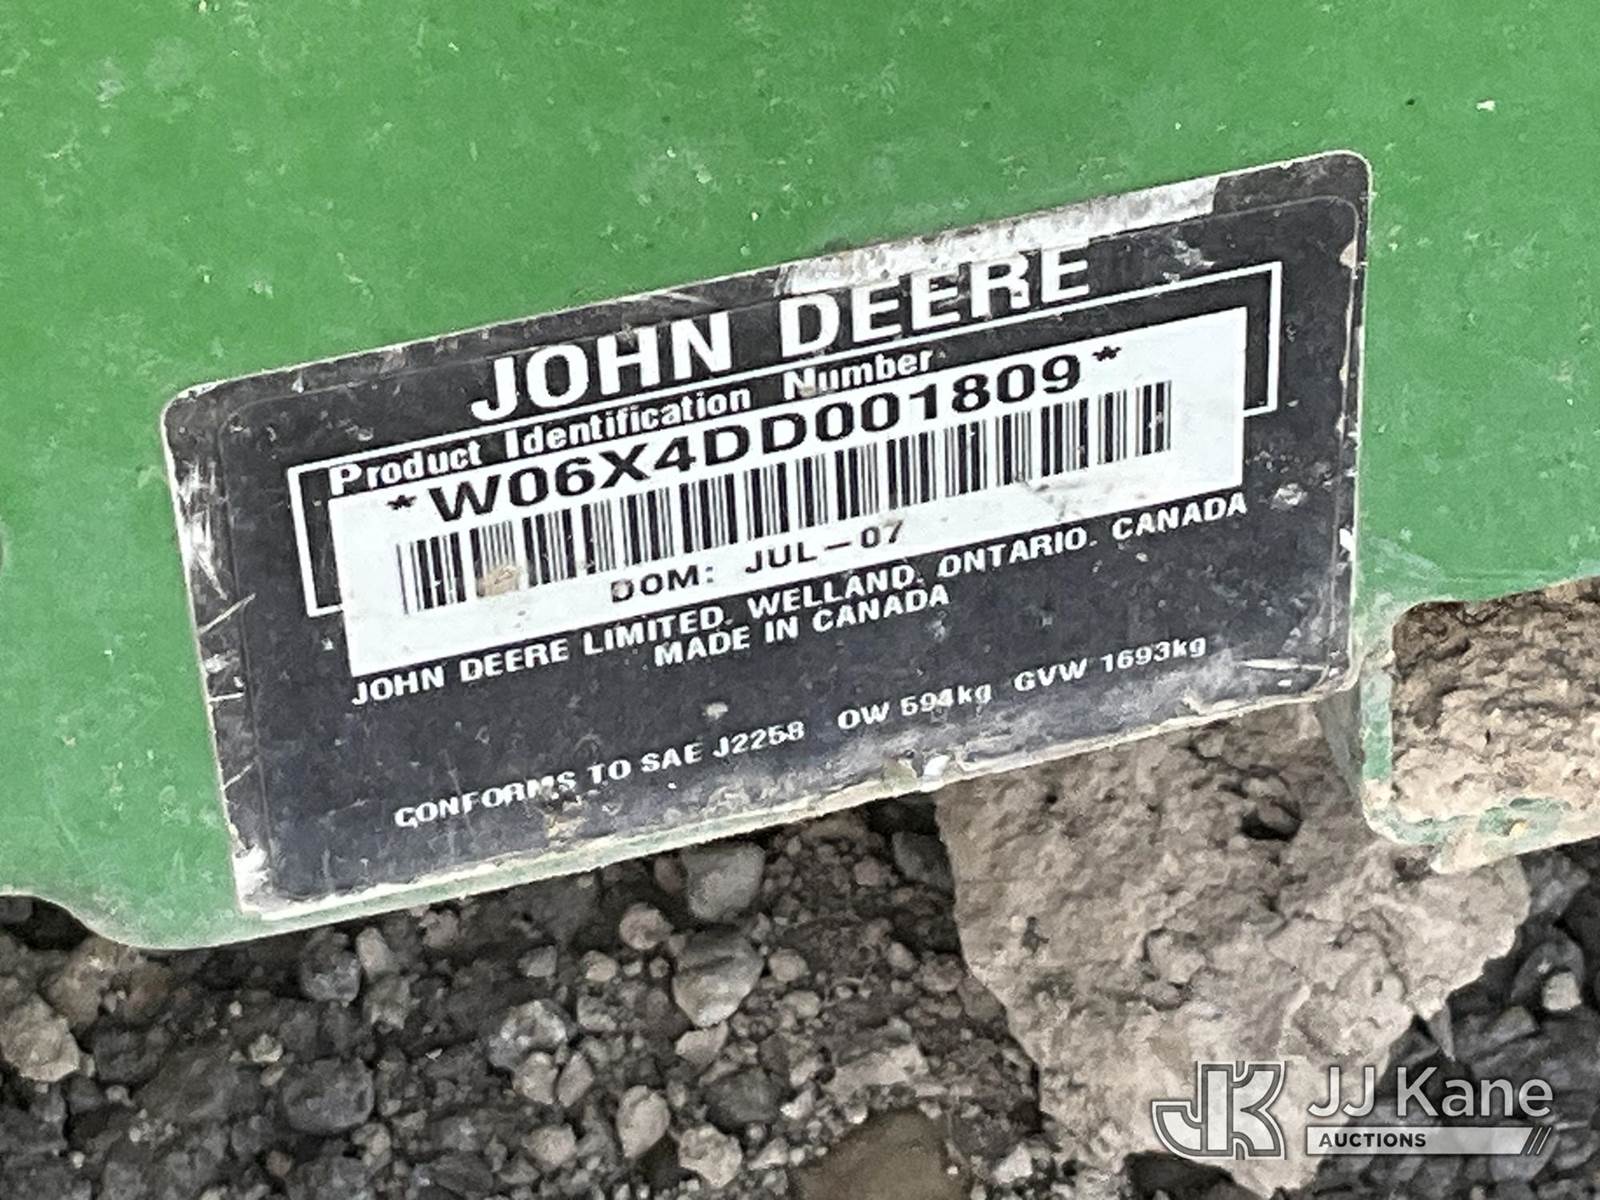 JOHN DEERE
Product Identification Number
*W06X4DD001809*
DOM: JUL-07
JOHN DEERE LIMITED. WELLAND. ONTARIO. CANADA
MADE IN CANADA
CONFORMS TO SAE J2258 OW 594kg GVW 1693kg
JK JJ Kane
AUCTIONS